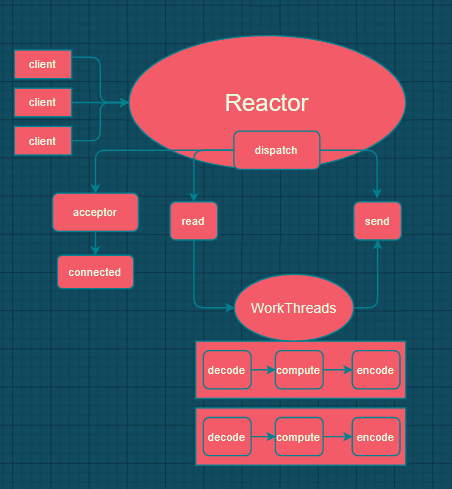 client
client
client
Reactor
dispatch
acceptor
read
send
connected
WorkThreads
decode compute encode
decode compute encode